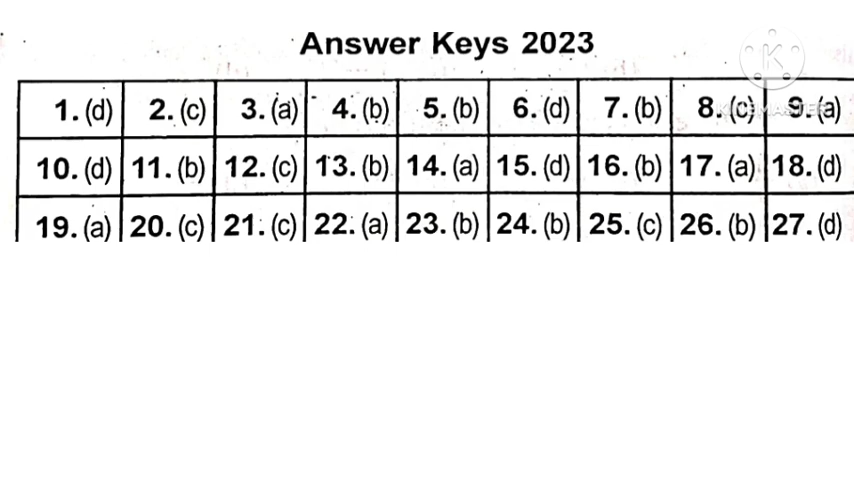 Answer Keys 2023
1. (d) 2. (c) 3. (a) 4. (b) 5. (b) 6. (d) 7. (b) 8. (c) 9. (a)
10. (d) 11. (b) 12. (c) 13. (b) 14. (a) 15. (d) 16. (b) 17. (a) 18. (d)
19. (a) 20. (c) 21. (c) 22. (a) 23. (b) 24. (b) 25. (c) 26. (b) 27. (d)
K
KINEMASTER